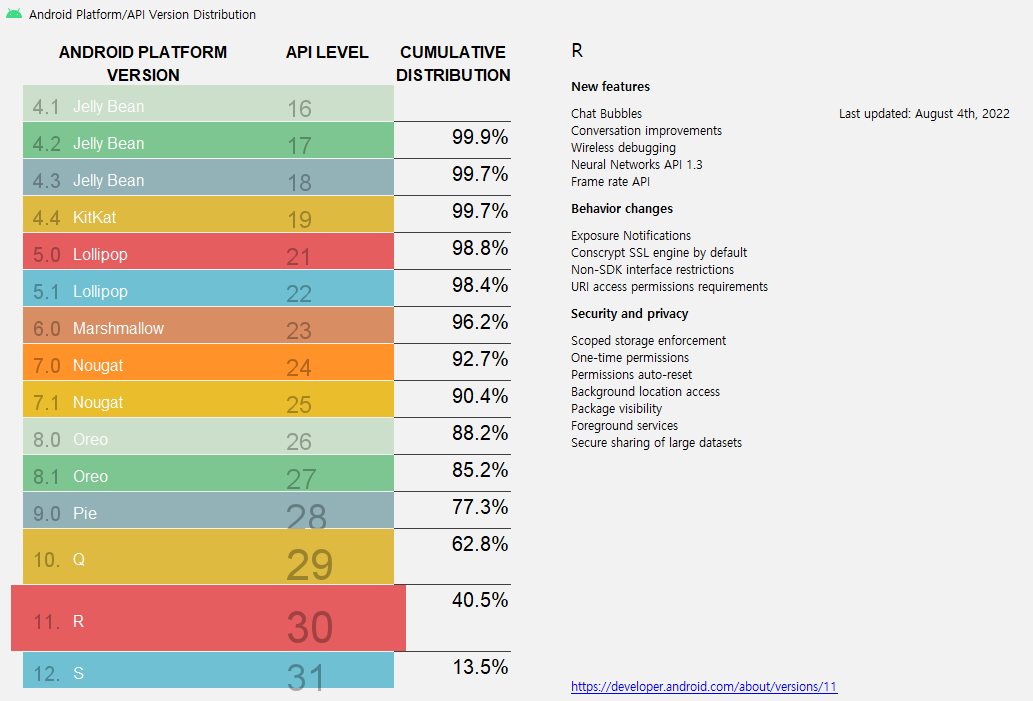 Android Platform/API Version Distribution
ANDROID PLATFORM
VERSION
API LEVEL
CUMULATIVE
DISTRIBUTION
4.1 Jelly Bean 16
99.9%
4.2 Jelly Bean 17
99.7%
4.3 Jelly Bean 18
99.7%
4.4 KitKat 19
98.8%
5.0 Lollipop 21
98.4%
5.1 Lollipop 22
96.2%
6.0 Marshmallow 23
92.7%
7.0 Nougat 24
90.4%
7.1 Nougat 25
88.2%
8.0 Oreo 26
85.2%
8.1 Oreo 27
77.3%
9.0 Pie 28
62.8%
10. Q 29
40.5%
11. R 30
13.5%
12. S 31
R
New features
Chat Bubbles
Last updated: August 4th, 2022
Conversation improvements
Wireless debugging
Neural Networks API 1.3
Frame rate API
Behavior changes
Exposure Notifications
Conscrypt SSL engine by default
Non-SDK interface restrictions
URI access permissions requirements
Security and privacy
Scoped storage enforcement
One-time permissions
Permissions auto-reset
Background location access
Package visibility
Foreground services
Secure sharing of large datasets
https://developer.android.com/about/versions/11